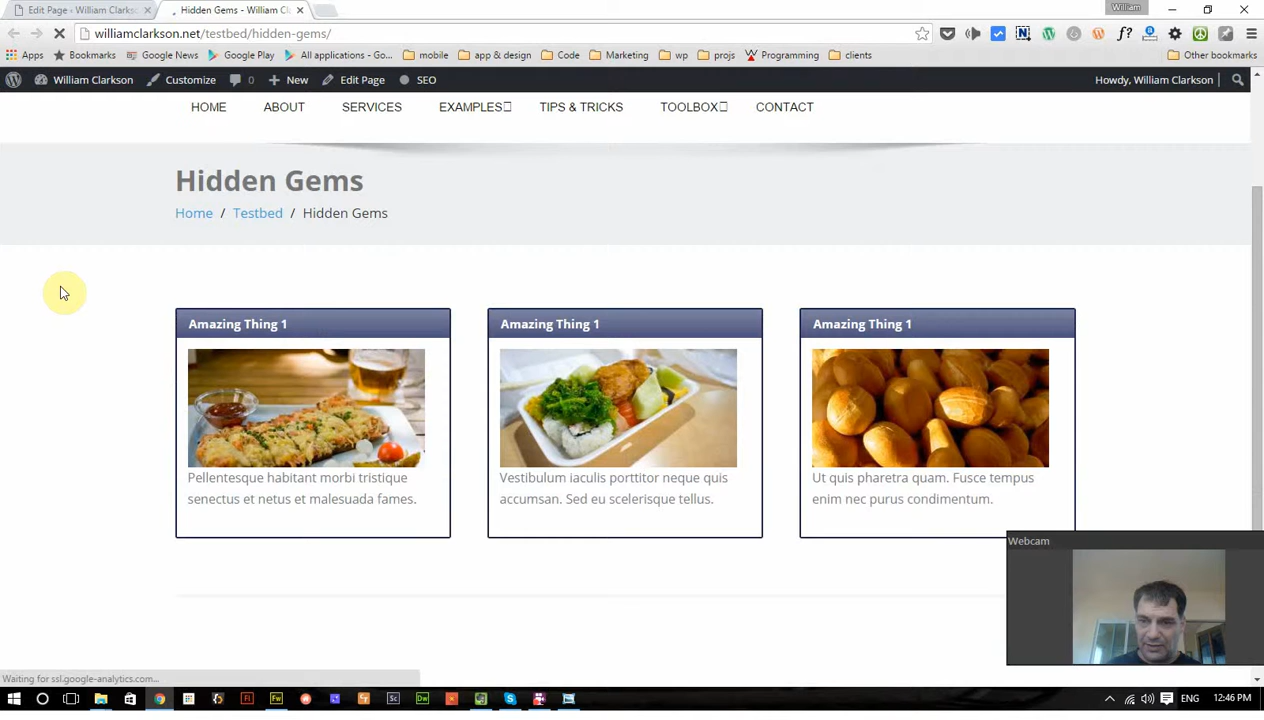 Edit Page ‹ William Clarkso
Hidden Gems - William C
William
williamclarkson.net/testbed/hidden-gems/
Apps Bookmarks Google News Google Play All applications - Go... mobile app & design Code Marketing wp projs Programming clients Other bookmarks
William Clarkson Customize 0 New Edit Page SEO Howdy, William Clarkson
HOME ABOUT SERVICES EXAMPLES TIPS & TRICKS TOOLBOX CONTACT
Hidden Gems
Home / Testbed / Hidden Gems
Amazing Thing 1
Pellentesque habitant morbi tristique
senectus et netus et malesuada fames.
Amazing Thing 1
Vestibulum iaculis porttitor neque quis
accumsan. Sed eu scelerisque tellus.
Amazing Thing 1
Ut quis pharetra quam. Fusce tempus
enim nec purus condimentum.
Webcam
Waiting for ssl.google-analytics.com...
Fl Fw Sc Dw ENG 12:46 PM